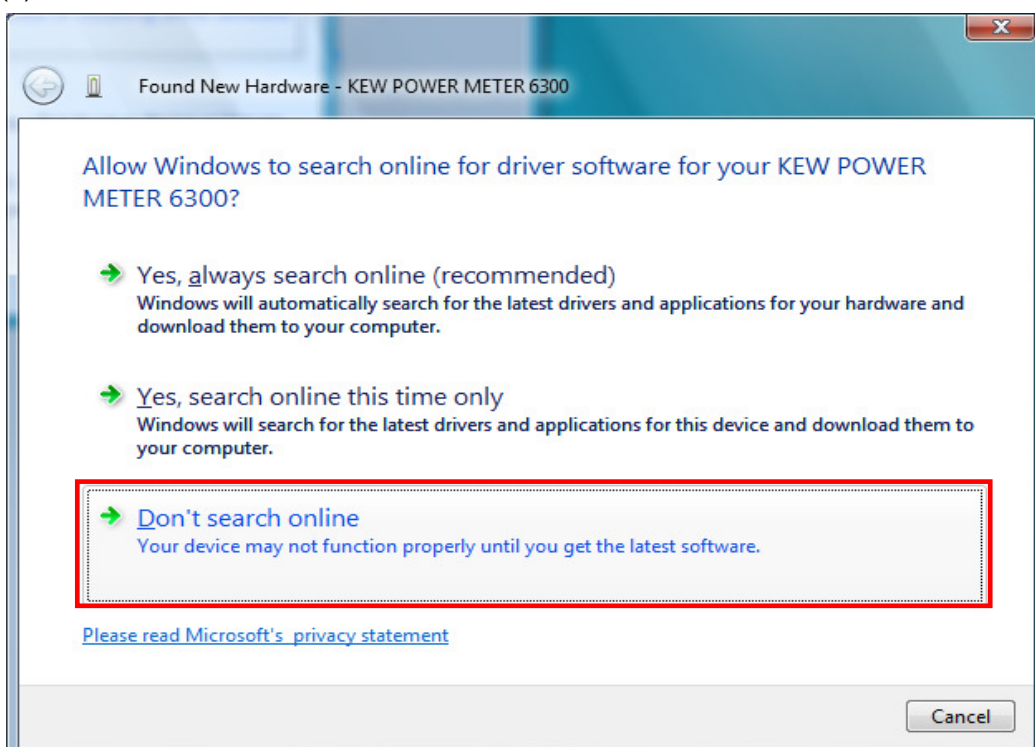 Found New Hardware - KEW POWER METER 6300
Allow Windows to search online for driver software for your KEW POWER
METER 6300?
Yes, always search online (recommended)
Windows will automatically search for the latest drivers and applications for your hardware and
download them to your computer.
Yes, search online this time only
Windows will search for the latest drivers and applications for this device and download them to
your computer.
Don't search online
Your device may not function properly until you get the latest software.
Please read Microsoft's privacy statement
Cancel